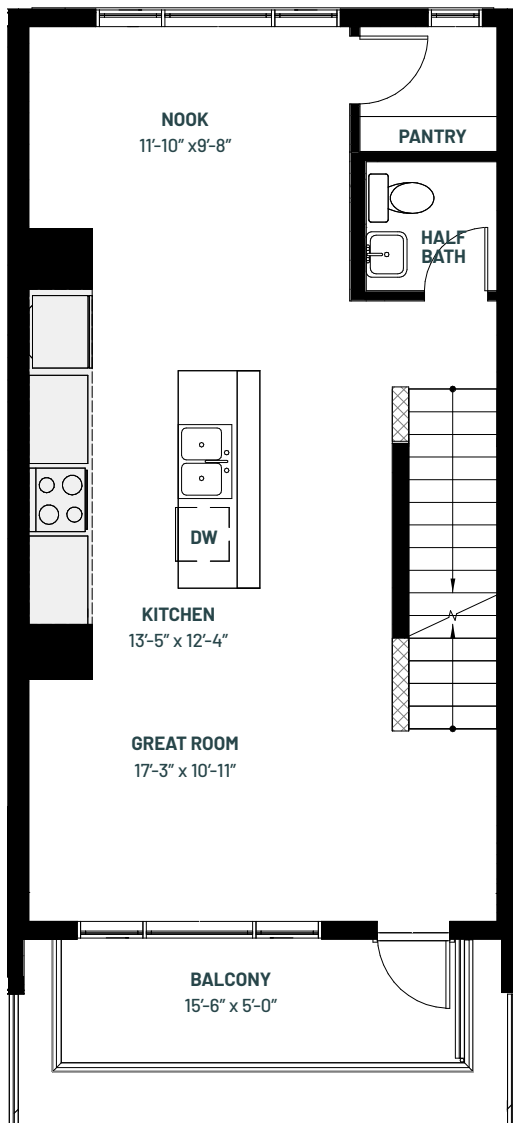 NOOK
11’-10” x9’-8”
PANTRY
HALF
BATH
DW
KITCHEN
13’-5” x 12’-4”
GREAT ROOM
17’-3” x 10’-11”
BALCONY
15’-6” x 5’-0”